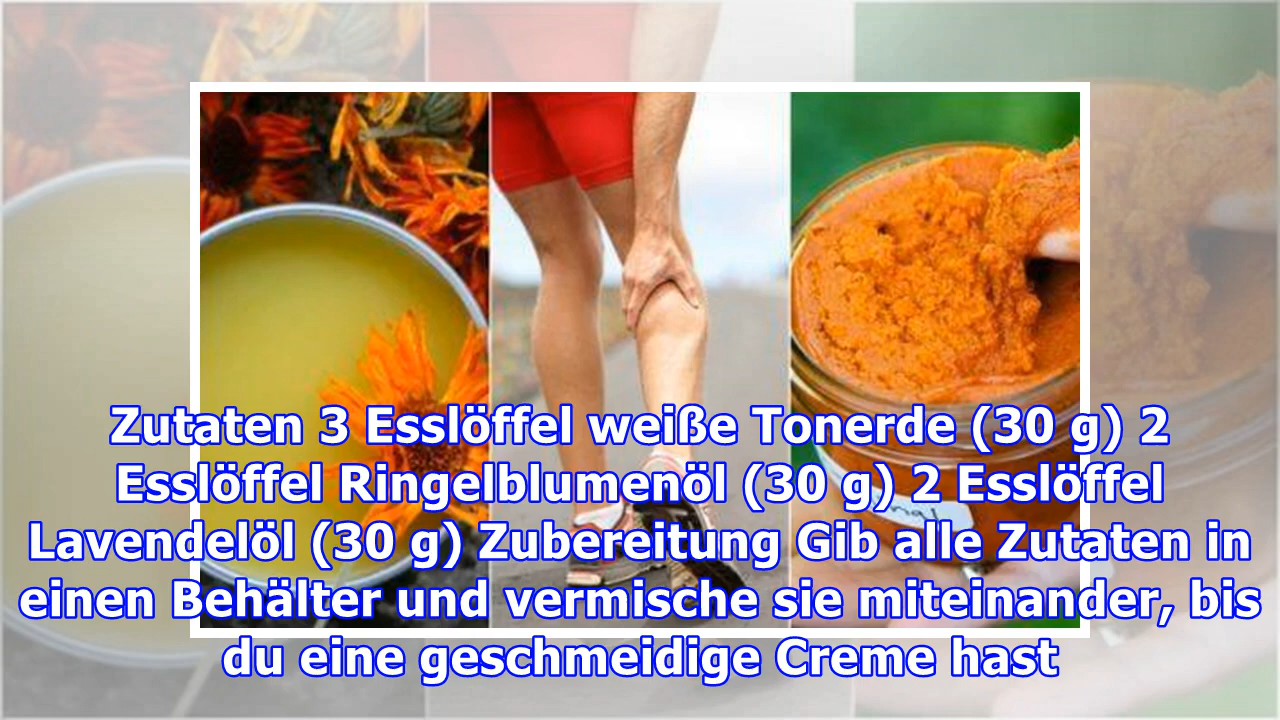 Zutaten 3 Esslöffel weiße Tonerde (30 g) 2
Esslöffel Ringelblumenöl (30 g) 2 Esslöffel
Lavendelöl (30 g) Zubereitung Gib alle Zutaten in
einen Behälter und vermische sie miteinander, bis
du eine geschmeidige Creme hast